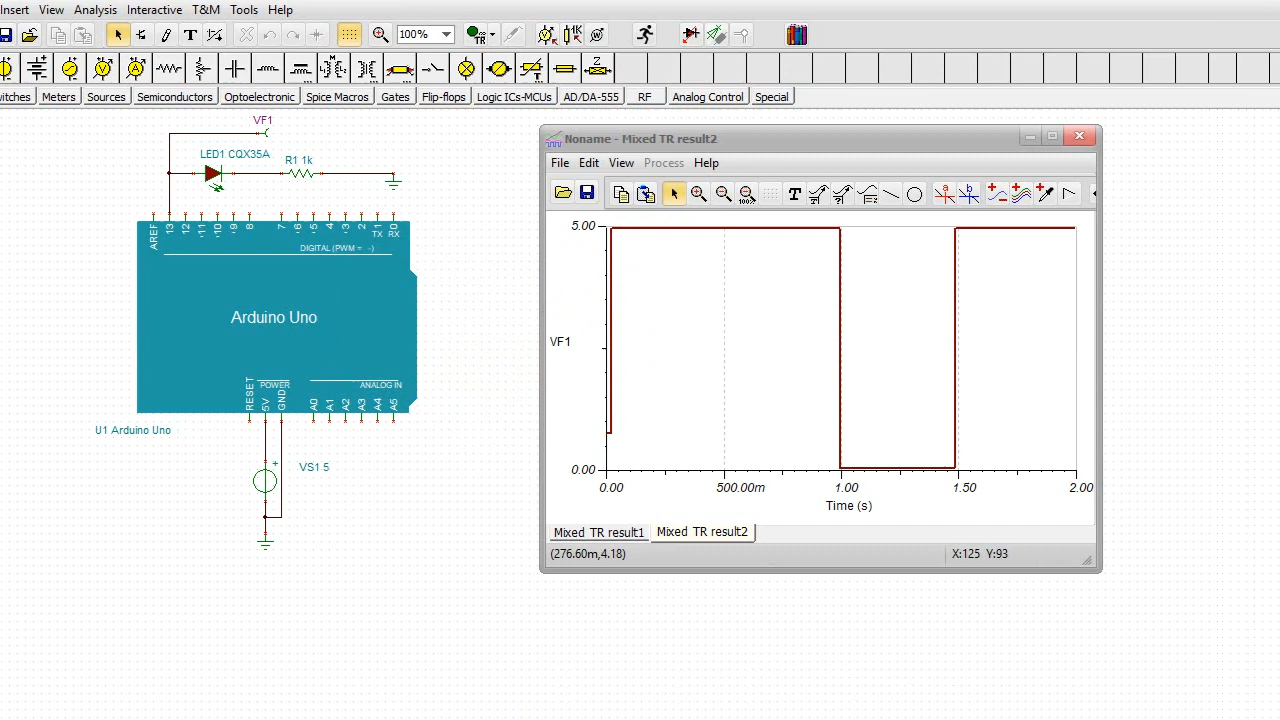 Insert View Analysis Interactive T&M Tools Help
100% TR 1K
M Z
witches Meters Sources Semiconductors Optoelectronic Spice Macros Gates Flip-flops Logic ICs-MCUs AD/DA-555 RF Analog Control Special
VF1
LED1 CQX35A R1 1k
AREF 13 12 ~11 ~10 ~9 8 7 ~6 ~5 4 ~3 2 1 0
TX RX
DIGITAL (PWM = ~)
Arduino Uno
POWER ANALOG IN
RESET 5V GND A0 A1 A2 A3 A4 A5
U1 Arduino Uno
+
VS1 5
Noname - Mixed TR result2
File Edit View Process Help
100% T a b
5.00
VF1
0.00
0.00 500.00m 1.00 1.50 2.00
Time (s)
Mixed TR result1 Mixed TR result2
(276.60m,4.18) X:125 Y:93